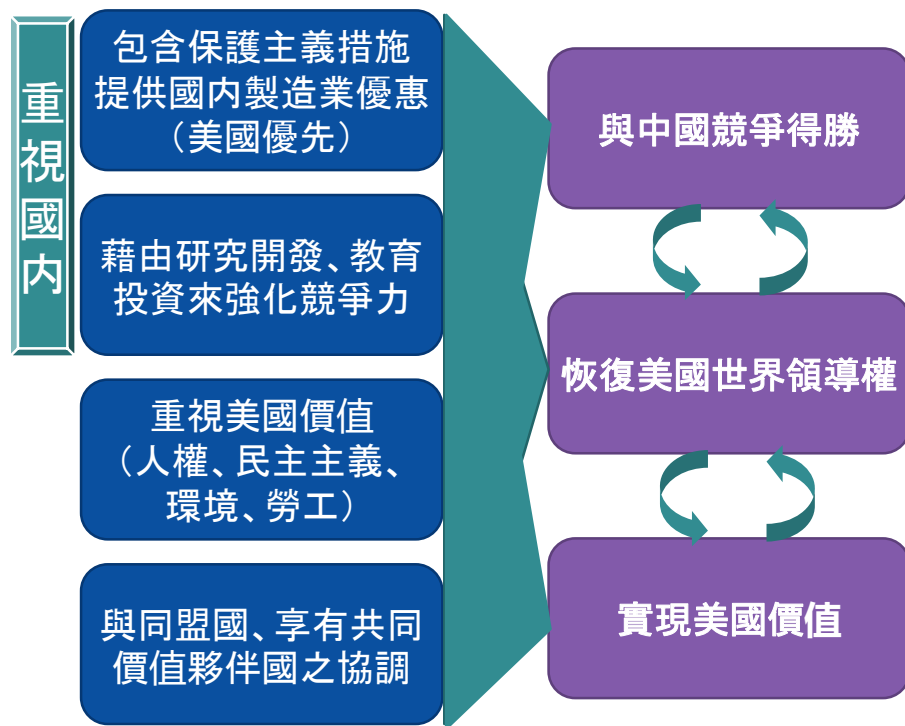 重視國内
包含保護主義措施
提供國内製造業優惠
（美國優先）
藉由研究開發、教育
投資來強化競爭力
重視美國價值
（人權、民主主義、
環境、勞工）
與同盟國、享有共同
價值夥伴國之協調
與中國競爭得勝
恢復美國世界領導權
實現美國價值